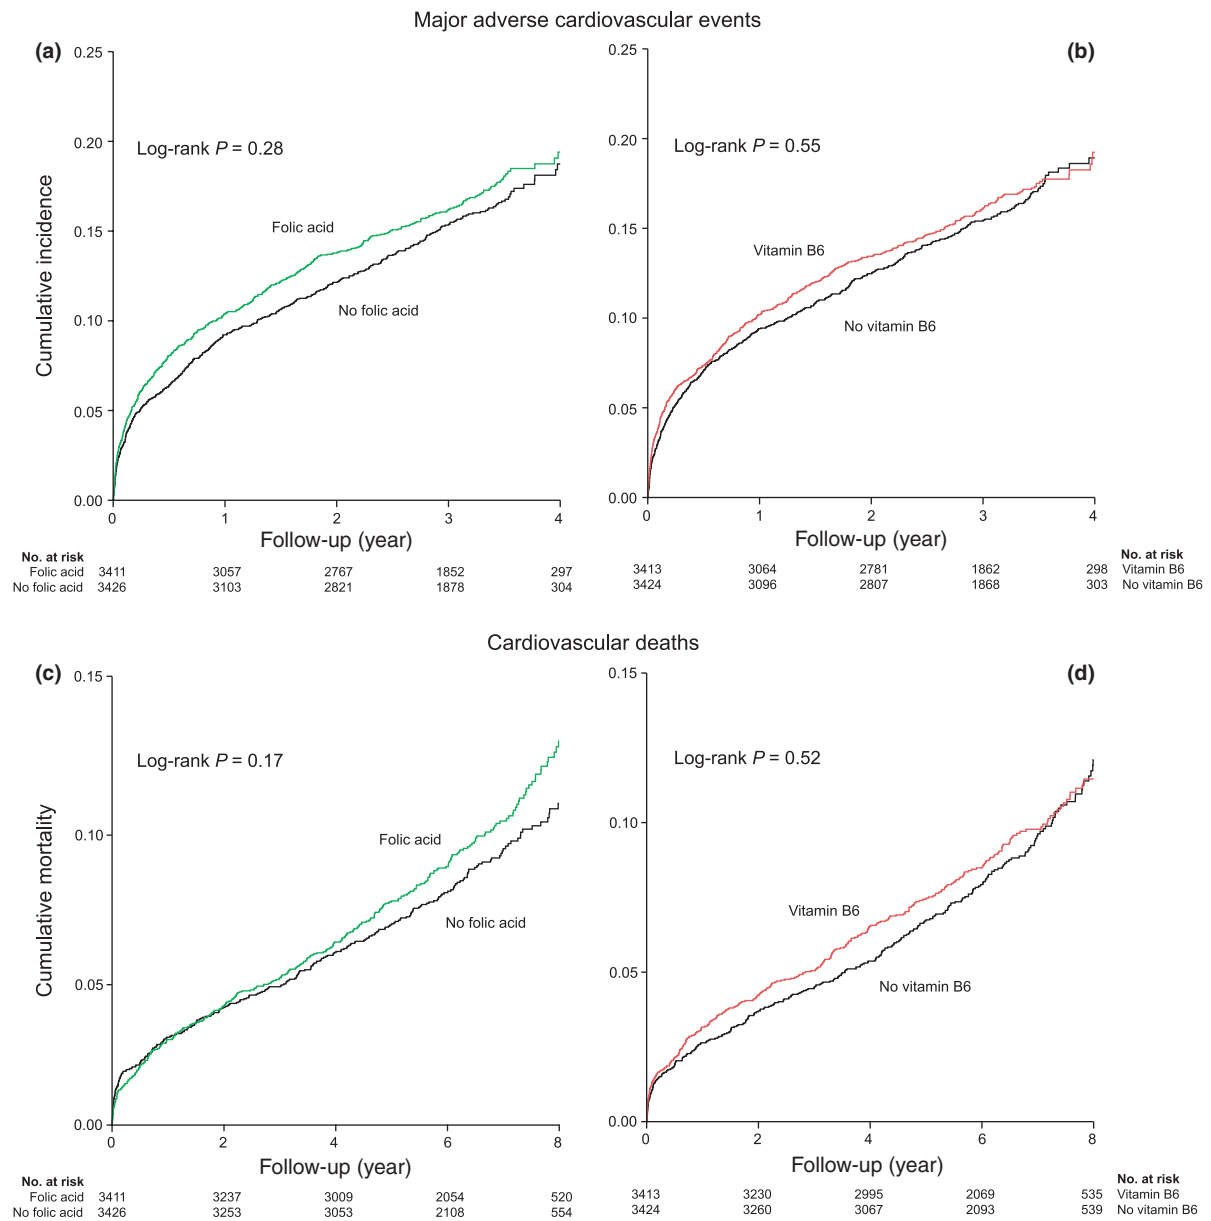 Major adverse cardiovascular events
(a)
0.25
0.20
0.15
0.10
0.05
0.00
Cumulative incidence
Log-rank P = 0.28
Folic acid
No folic acid
0 1 2 3 4
Follow-up (year)
No. at risk
Folic acid 3411 3057 2767 1852 297
No folic acid 3426 3103 2821 1878 304
(b)
0.25
0.20
0.15
0.10
0.05
0.00
Log-rank P = 0.55
Vitamin B6
No vitamin B6
0 1 2 3 4
Follow-up (year)
No. at risk
3413 3064 2781 1862 298 Vitamin B6
3424 3096 2807 1868 303 No vitamin B6
Cardiovascular deaths
(c)
0.15
0.10
0.05
0.00
Cumulative mortality
Log-rank P = 0.17
Folic acid
No folic acid
0 2 4 6 8
Follow-up (year)
No. at risk
Folic acid 3411 3237 3009 2054 520
No folic acid 3426 3253 3053 2108 554
(d)
0.15
0.10
0.05
0.00
Log-rank P = 0.52
Vitamin B6
No vitamin B6
0 2 4 6 8
Follow-up (year)
No. at risk
3413 3230 2995 2069 535 Vitamin B6
3424 3260 3067 2093 539 No vitamin B6